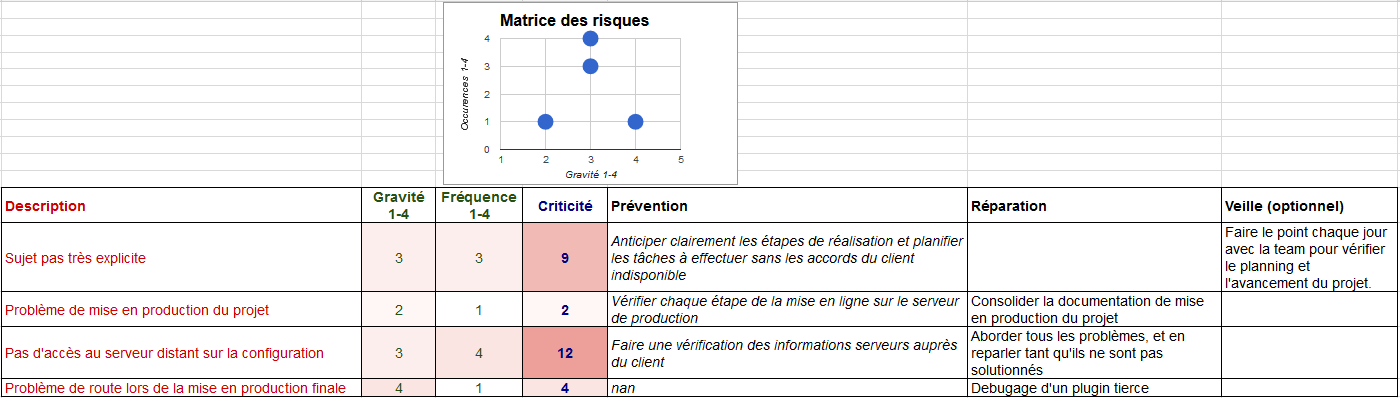 Matrice des risques
Occurences 1-4
4
3
2
1
0
1 2 3 4 5
Gravité 1-4
Description Gravité 1-4 Fréquence 1-4 Criticité Prévention Réparation Veille (optionnel)
Sujet pas très explicite 3 3 9
Anticiper clairement les étapes de réalisation et planifier
les tâches à effectuer sans les accords du client
indisponible
Faire le point chaque jour
avec la team pour vérifier
le planning et
l'avancement du projet.
Problème de mise en production du projet 2 1 2
Vérifier chaque étape de la mise en ligne sur le serveur
de production
Consolider la documentation de mise
en production du projet
Pas d'accès au serveur distant sur la configuration 3 4 12
Faire une vérification des informations serveurs auprès
du client
Aborder tous les problèmes, et en
reparler tant qu'ils ne sont pas
solutionnés
Problème de route lors de la mise en production finale 4 1 4 nan Debugage d'un plugin tierce